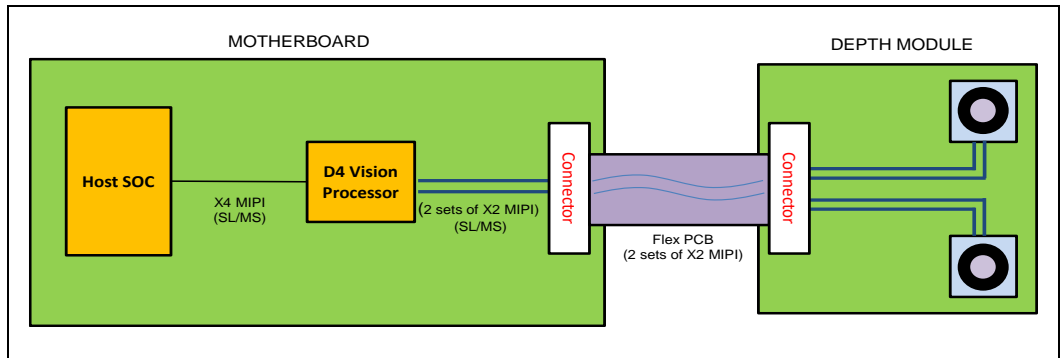 MOTHERBOARD
DEPTH MODULE
Host SOC
X4 MIPI
(SL/MS)
D4 Vision
Processor
(2 sets of X2 MIPI)
(SL/MS)
Connector
Flex PCB
(2 sets of X2 MIPI)
Connector